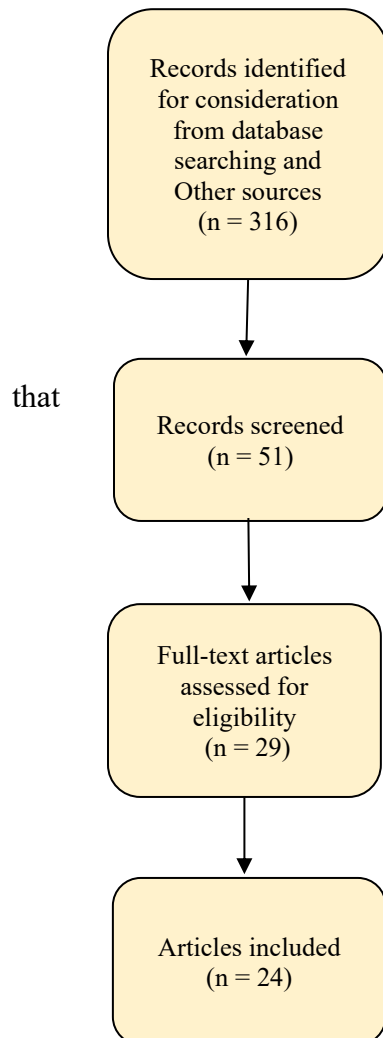 Records identified
for consideration
from database
searching and
Other sources
(n = 316)
that
Records screened
(n = 51)
Full-text articles
assessed for
eligibility
(n = 29)
Articles included
(n = 24)